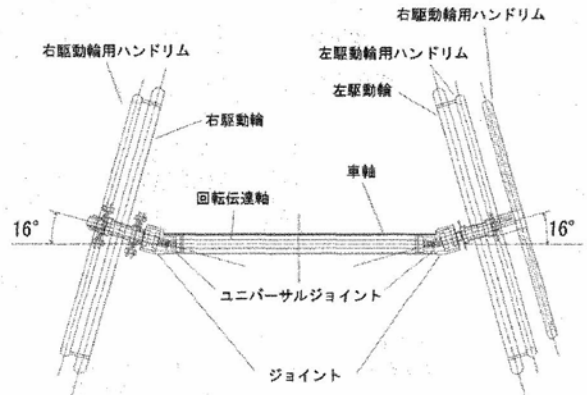 右駆動輪用ハンドリム
右駆動輪用ハンドリム
左駆動輪用ハンドリム
左駆動輪
右駆動輪
車軸
回転伝達軸
16°
16°
ユニバーサルジョイント
ジョイント